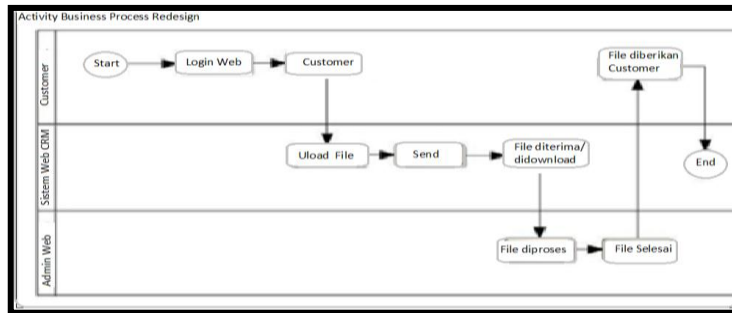 Activity Business Process Redesign
Customer
Start
Login Web
Customer
File diberikan
Customer
Sistem Web CRM
Uload File
Send
File diterima/
didownload
End
Admin Web
File diproses
File Selesai